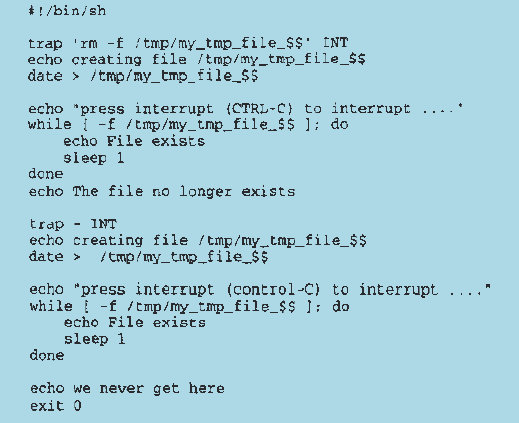 #!/bin/sh
trap 'rm -f /tmp/my_tmp_file_$$' INT
echo creating file /tmp/my_tmp_file_$$
date > /tmp/my_tmp_file_$$
echo "press interrupt (CTRL-C) to interrupt ...."
while [ -f /tmp/my_tmp_file_$$ ]; do
echo File exists
sleep 1
done
echo The file no longer exists
trap - INT
echo creating file /tmp/my_tmp_file_$$
date > /tmp/my_tmp_file_$$
echo "press interrupt (control-C) to interrupt ...."
while [ -f /tmp/my_tmp_file_$$ ]; do
echo File exists
sleep 1
done
echo we never get here
exit 0